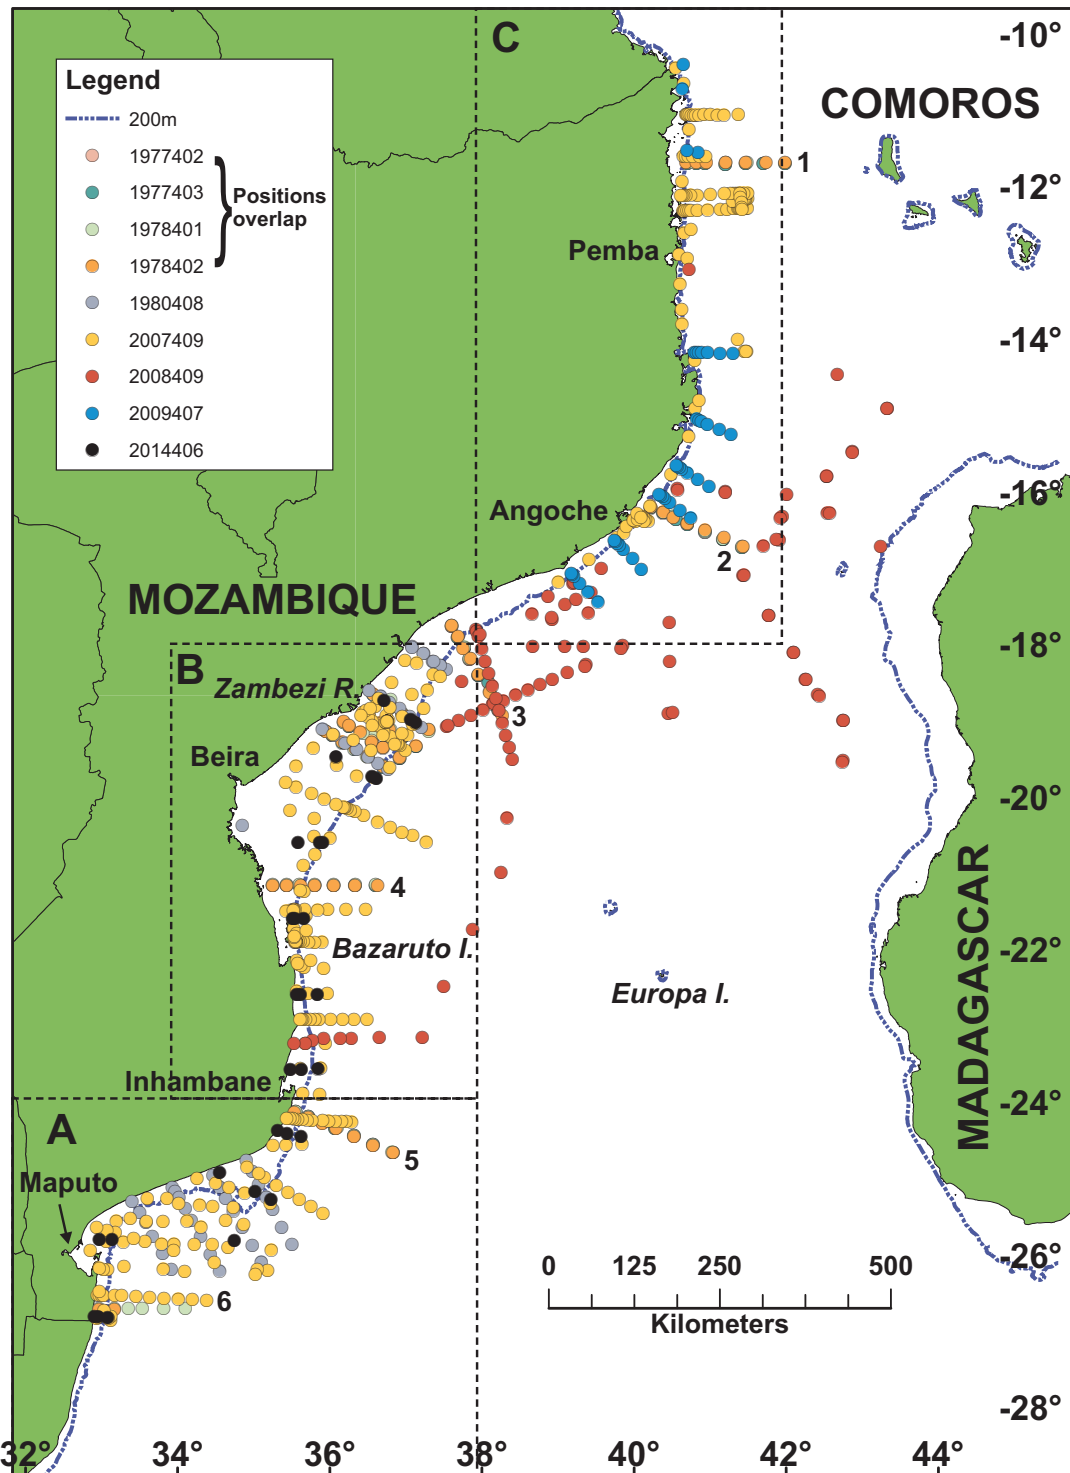 C
-10°
Legend
200m
COMOROS
1977402
1977403
1978401
1978402
Positions
overlap
1980408
2007409
2008409
2009407
2014406
1
-12°
Pemba
-14°
-16°
Angoche
2
MOZAMBIQUE
-18°
B
Zambezi R.
3
Beira
-20°
4
MADAGASCAR
Bazaruto I.
-22°
Europa I.
Inhambane
-24°
A
5
Maputo
-26°
0 125 250 500
Kilometers
6
-28°
32° 34° 36° 38° 40° 42° 44°